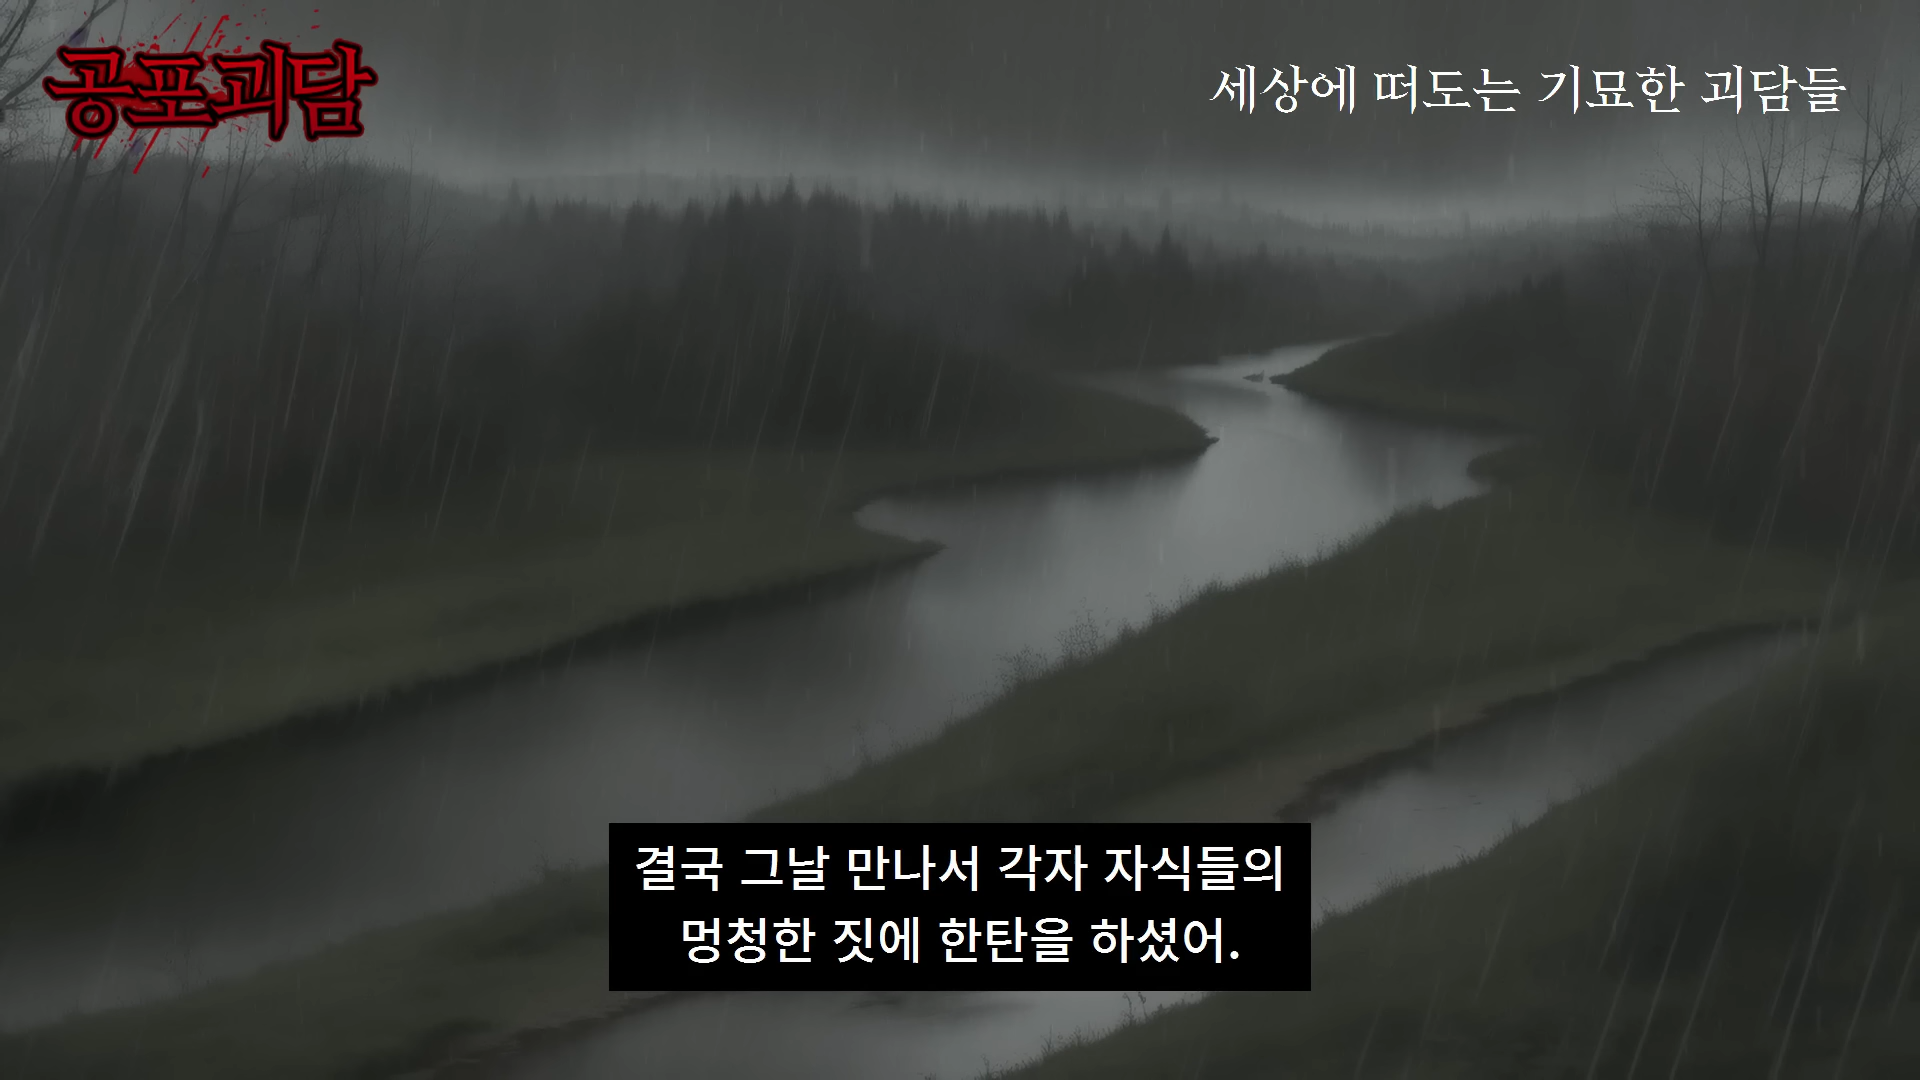 공포괴담
세상에 떠도는 기묘한 괴담들
결국 그날 만나서 각자 자식들의
멍청한 짓에 한탄을 하셨어.